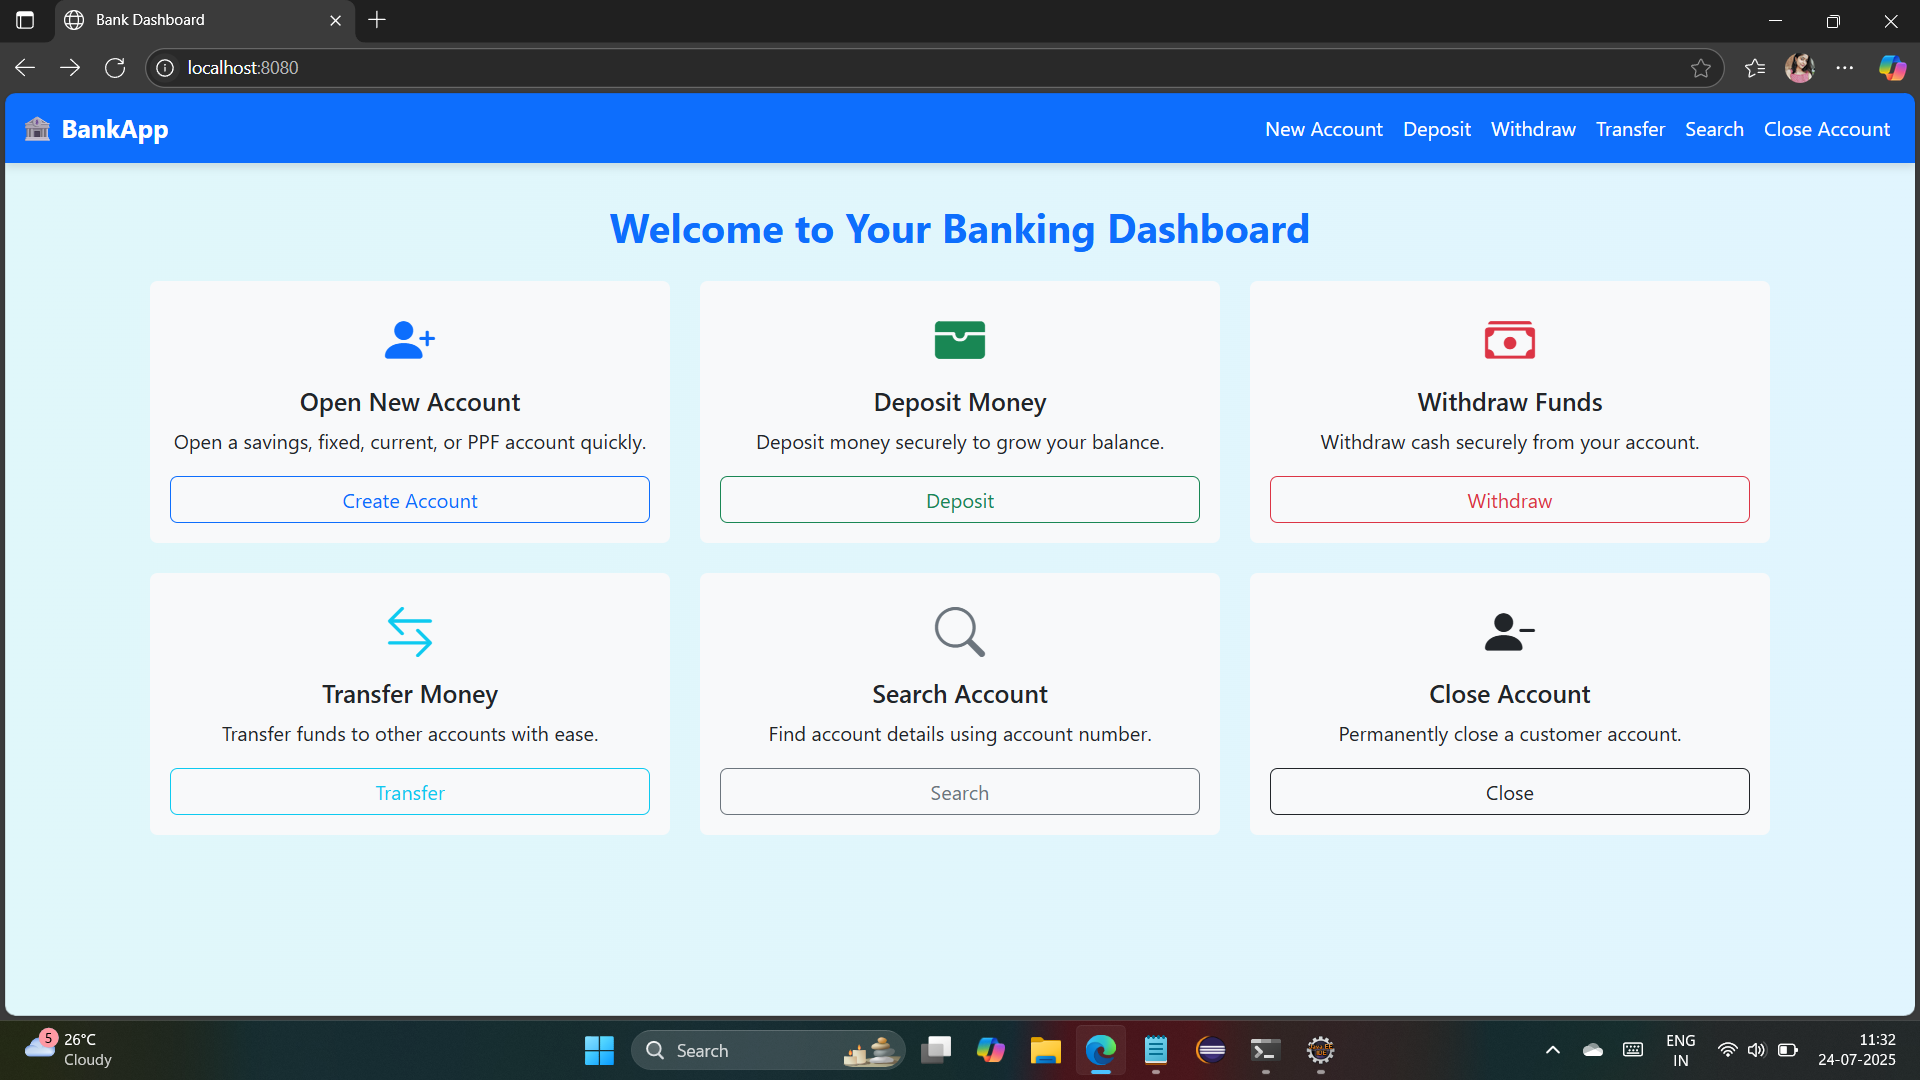 Bank Dashboard
localhost:8080
BankApp
New Account Deposit Withdraw Transfer Search Close Account
Welcome to Your Banking Dashboard
Open New Account
Open a savings, fixed, current, or PPF account quickly.
Create Account
Deposit Money
Deposit money securely to grow your balance.
Deposit
Withdraw Funds
Withdraw cash securely from your account.
Withdraw
Transfer Money
Transfer funds to other accounts with ease.
Transfer
Search Account
Find account details using account number.
Search
Close Account
Permanently close a customer account.
Close
5
26°C
Cloudy
Search
ENG
IN
11:32
24-07-2025